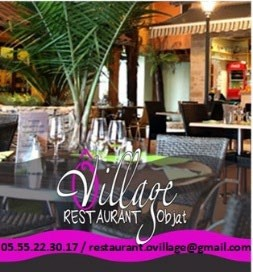 Ô Village
RESTAURANT Objat
05.55.22.30.17 / restaurant.ovillage@gmail.com